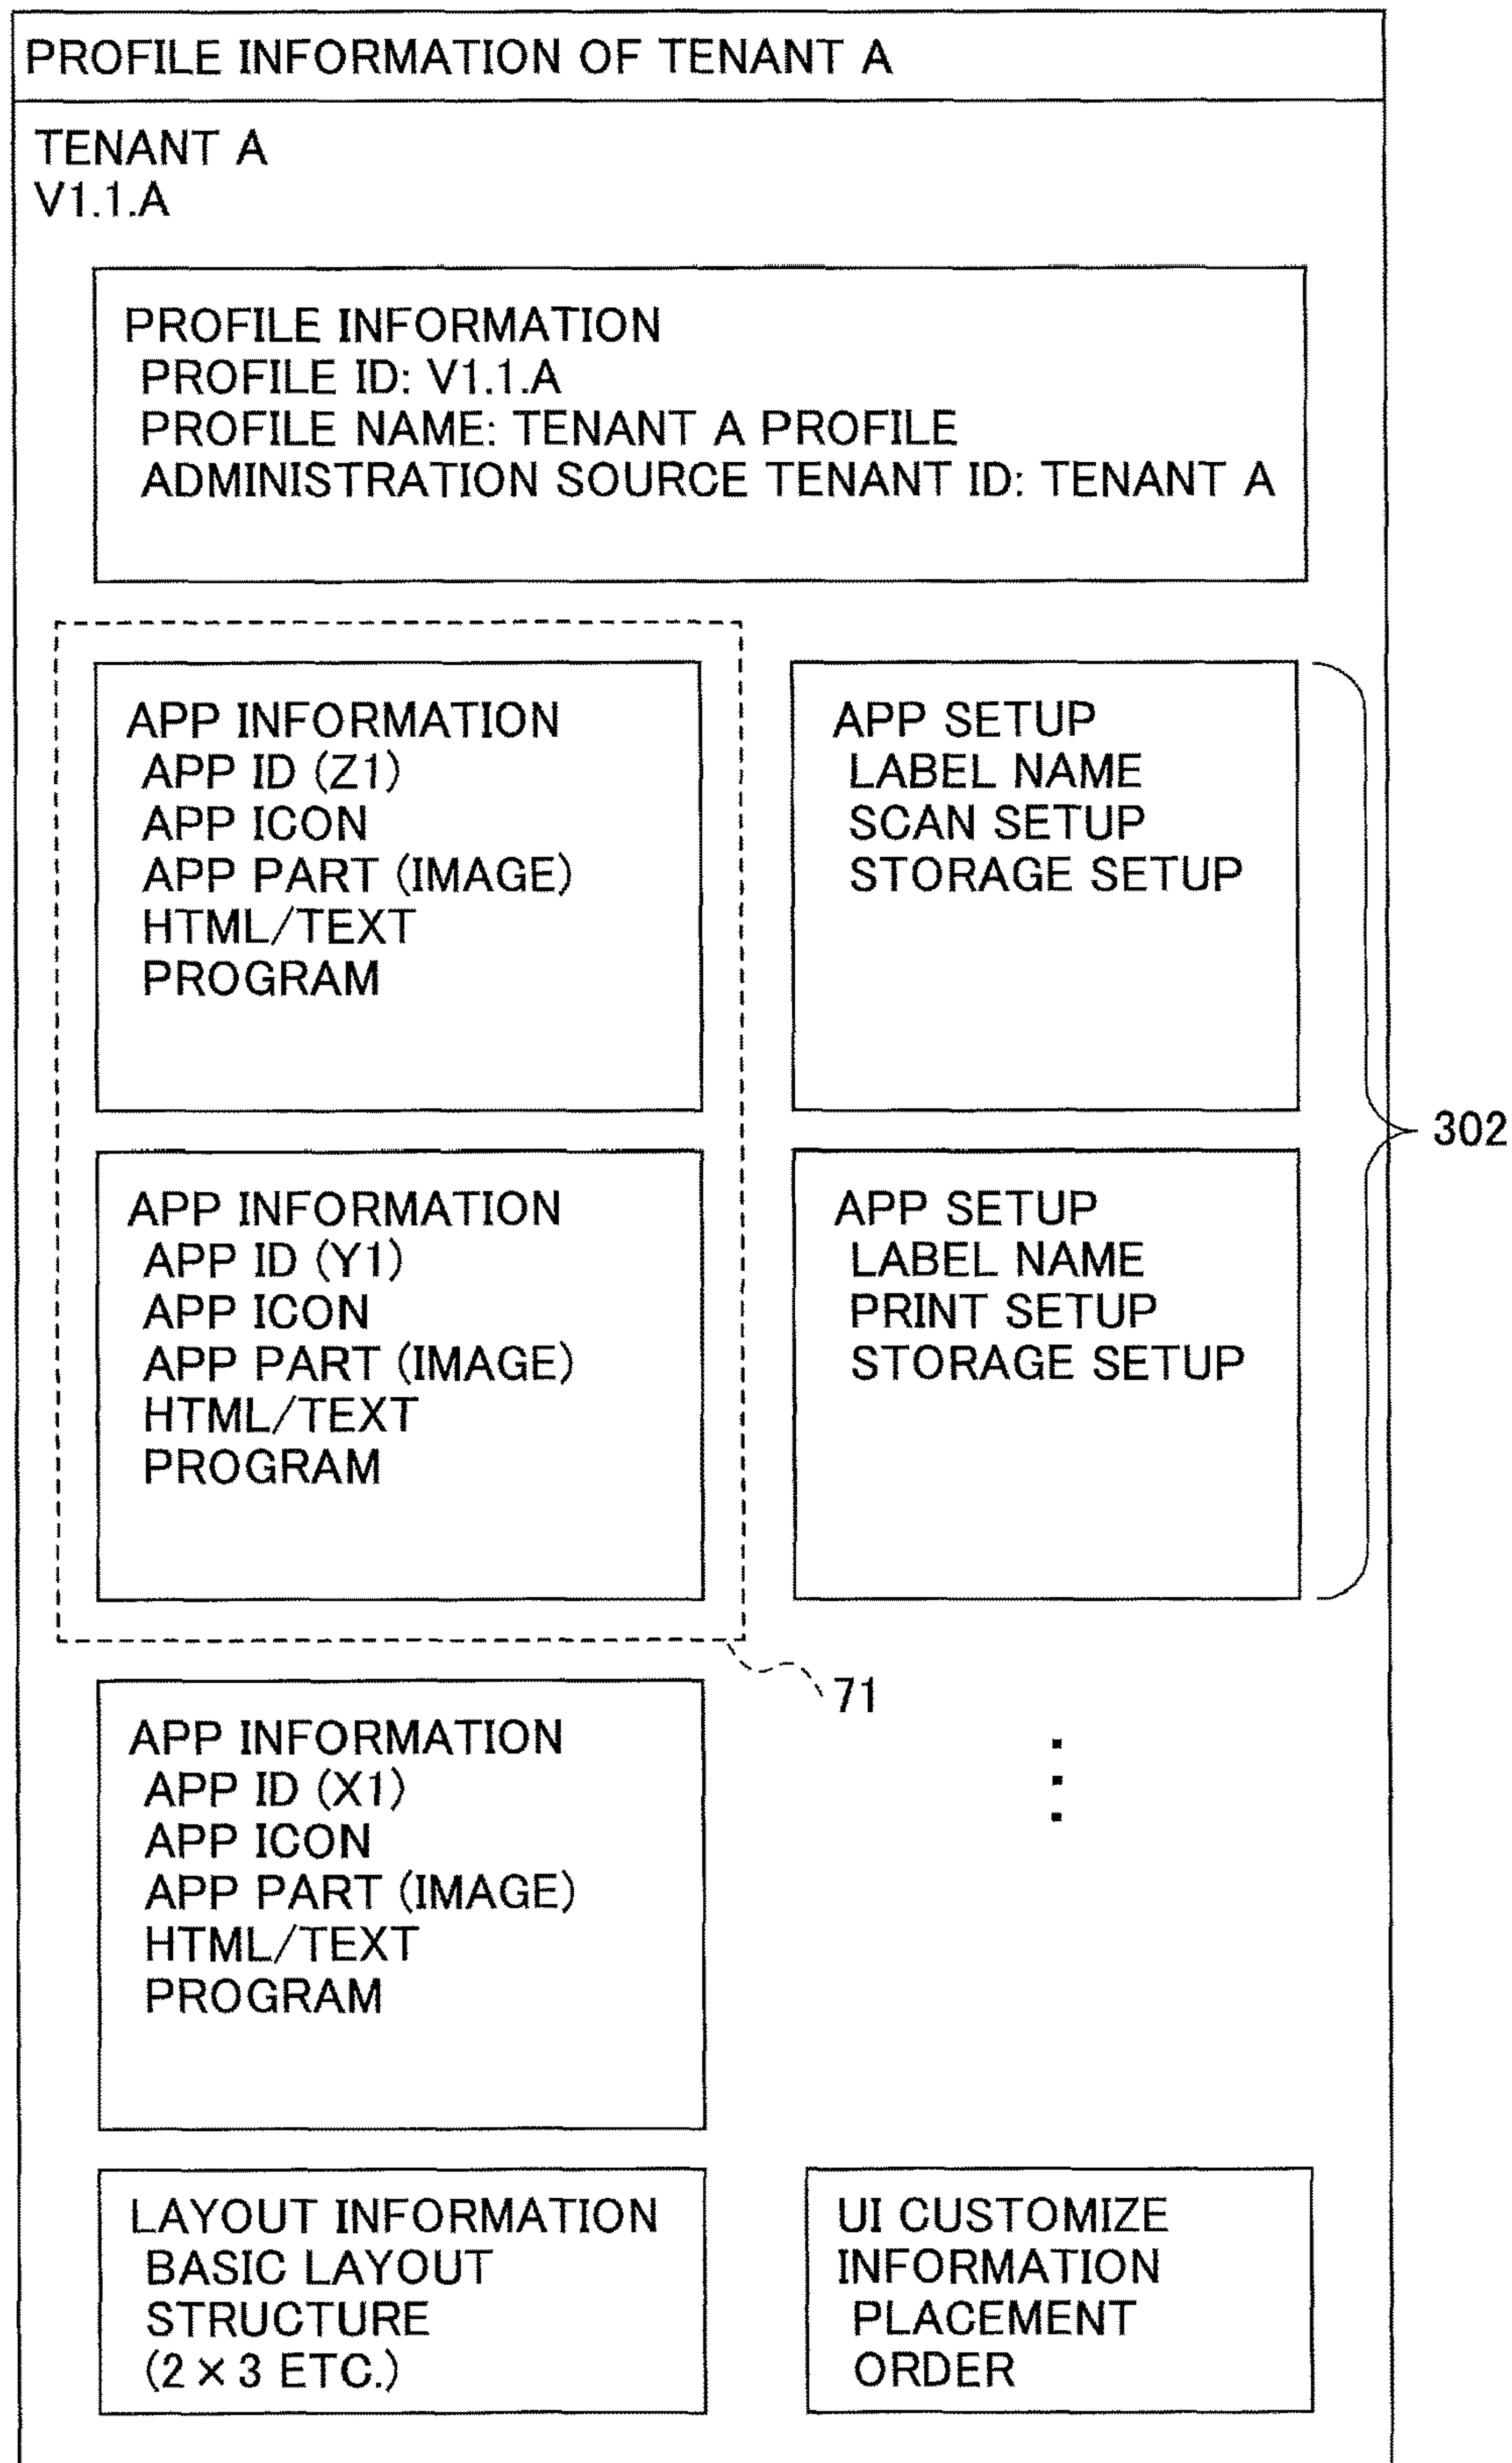 PROFILE INFORMATION OF TENANT A
TENANT A
V1.1.A
PROFILE INFORMATION
PROFILE ID: V1.1.A
PROFILE NAME: TENANT A PROFILE
ADMINISTRATION SOURCE TENANT ID: TENANT A
APP INFORMATION
APP ID (Z1)
APP ICON
APP PART (IMAGE)
HTML/TEXT
PROGRAM
APP SETUP
LABEL NAME
SCAN SETUP
STORAGE SETUP
302
APP INFORMATION
APP ID (Y1)
APP ICON
APP PART (IMAGE)
HTML/TEXT
PROGRAM
APP SETUP
LABEL NAME
PRINT SETUP
STORAGE SETUP
71
APP INFORMATION
APP ID (X1)
APP ICON
APP PART (IMAGE)
HTML/TEXT
PROGRAM
LAYOUT INFORMATION
BASIC LAYOUT
STRUCTURE
(2 × 3 ETC.)
UI CUSTOMIZE
INFORMATION
PLACEMENT
ORDER